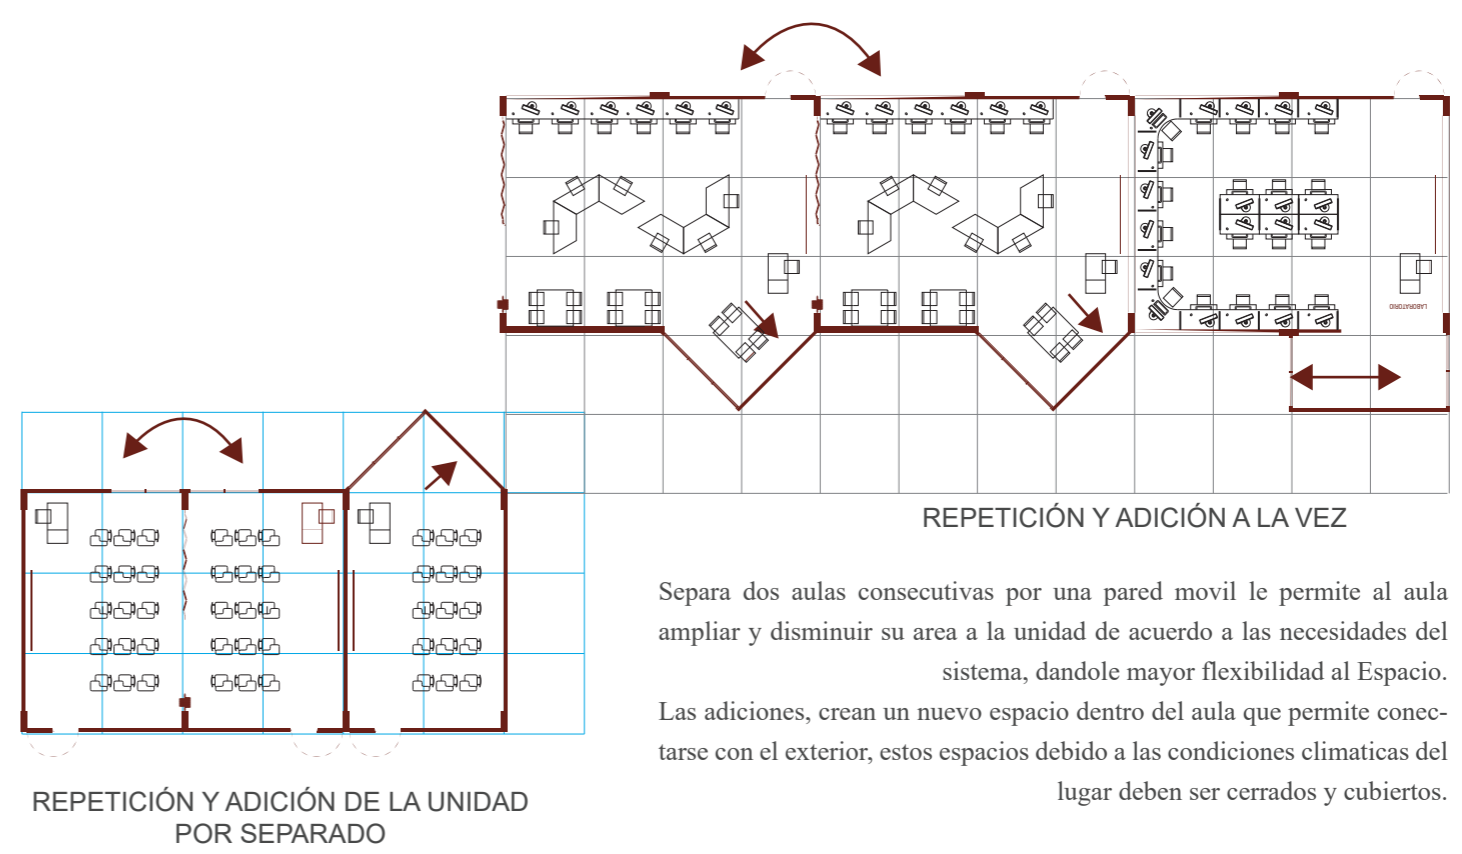 LABORATORIO
REPETICIÓN Y ADICIÓN A LA VEZ
Separa dos aulas consecutivas por una pared movil le permite al aula
ampliar y disminuir su area a la unidad de acuerdo a las necesidades del
sistema, dandole mayor flexibilidad al Espacio.
Las adiciones, crean un nuevo espacio dentro del aula que permite conec-
tarse con el exterior, estos espacios debido a las condiciones climaticas del
lugar deben ser cerrados y cubiertos.
REPETICIÓN Y ADICIÓN DE LA UNIDAD
POR SEPARADO